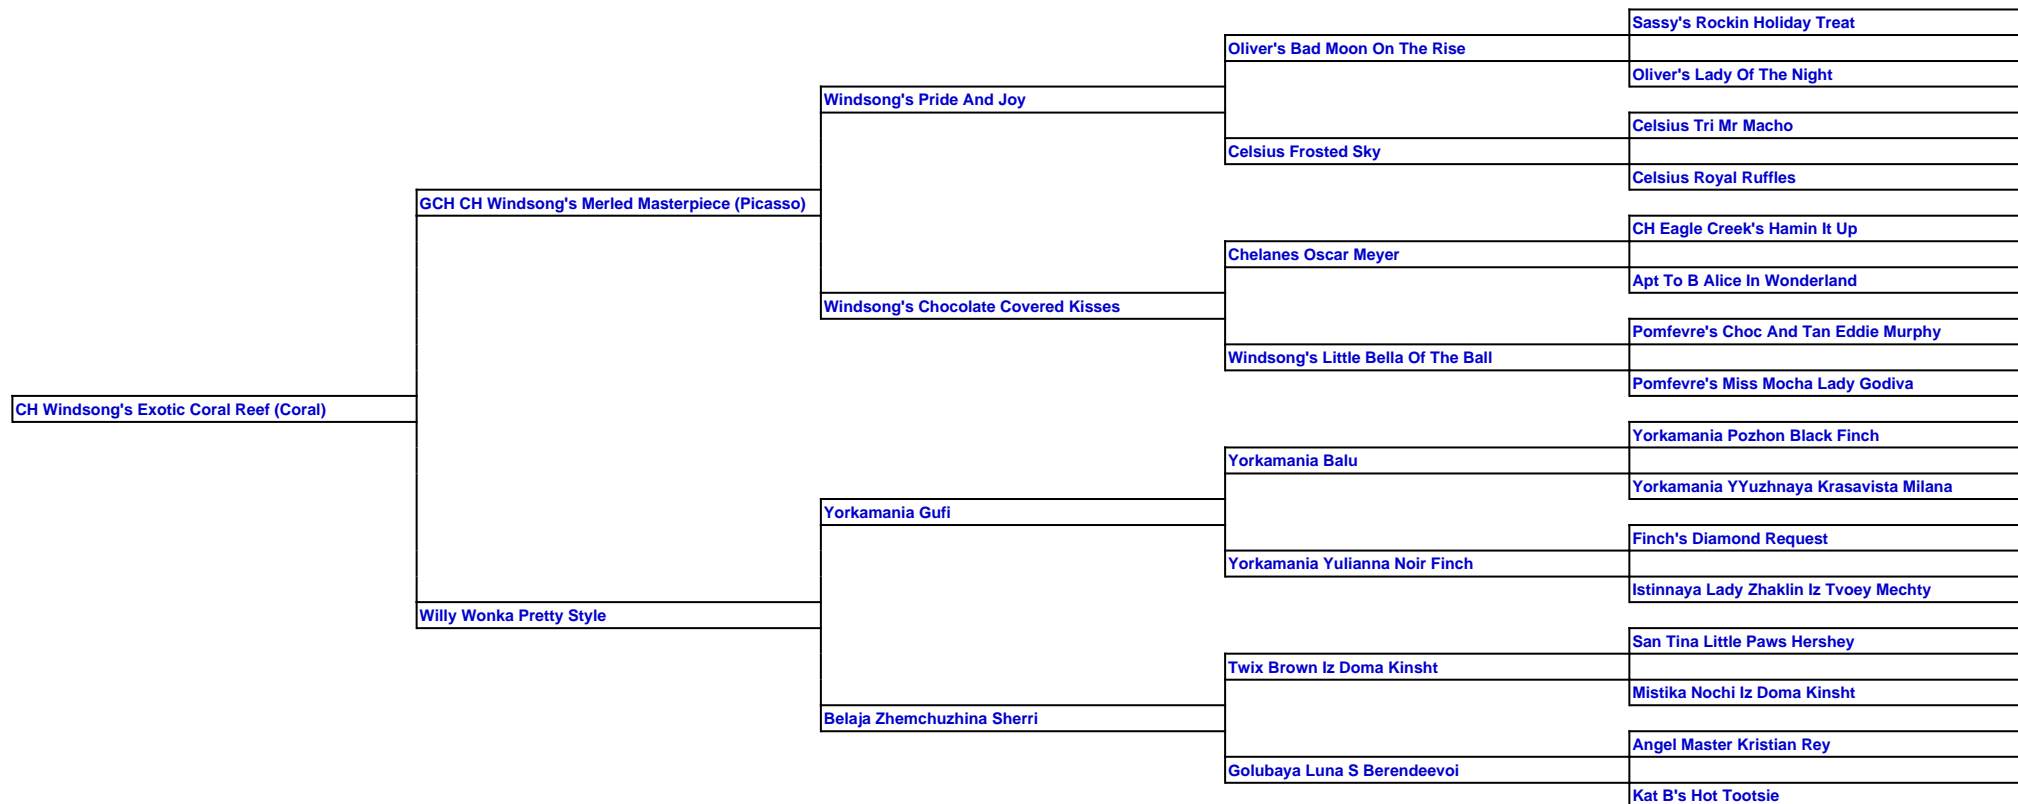 Sassy's Rockin Holiday Treat
Oliver's Bad Moon On The Rise
Oliver's Lady Of The Night
Windsong's Pride And Joy
Celsius Tri Mr Macho
Celsius Frosted Sky
Celsius Royal Ruffles
GCH CH Windsong's Merled Masterpiece (Picasso)
CH Eagle Creek's Hamin It Up
Chelanes Oscar Meyer
Apt To B Alice In Wonderland
Windsong's Chocolate Covered Kisses
Pomfevre's Choc And Tan Eddie Murphy
Windsong's Little Bella Of The Ball
Pomfevre's Miss Mocha Lady Godiva
CH Windsong's Exotic Coral Reef (Coral)
Yorkamania Pozhon Black Finch
Yorkamania Balu
Yorkamania YYuzhnaya Krasavista Milana
Yorkamania Gufi
Finch's Diamond Request
Yorkamania Yulianna Noir Finch
Istinnaya Lady Zhaklin Iz Tvoey Mechty
Willy Wonka Pretty Style
San Tina Little Paws Hershey
Twix Brown Iz Doma Kinsht
Mistika Nochi Iz Doma Kinsht
Belaja Zhemchuzhina Sherri
Angel Master Kristian Rey
Golubaya Luna S Berendeevoi
Kat B's Hot Tootsie